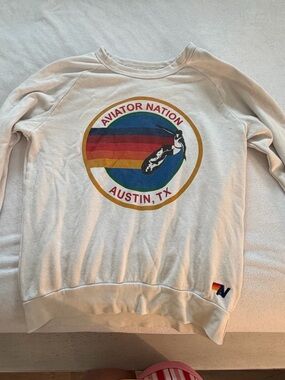 AVIATOR NATION
AUSTIN, TX